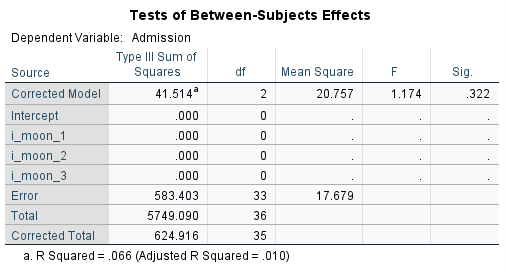 Tests of Between-Subjects Effects
Dependent Variable: Admission
Source Type III Sum of Squares df Mean Square F Sig.
Corrected Model 41.514a 2 20.757 1.174 .322
Intercept .000 0 . . .
i_moon_1 .000 0 . . .
i_moon_2 .000 0 . . .
i_moon_3 .000 0 . . .
Error 583.403 33 17.679
Total 5749.090 36
Corrected Total 624.916 35
a. R Squared = .066 (Adjusted R Squared = .010)